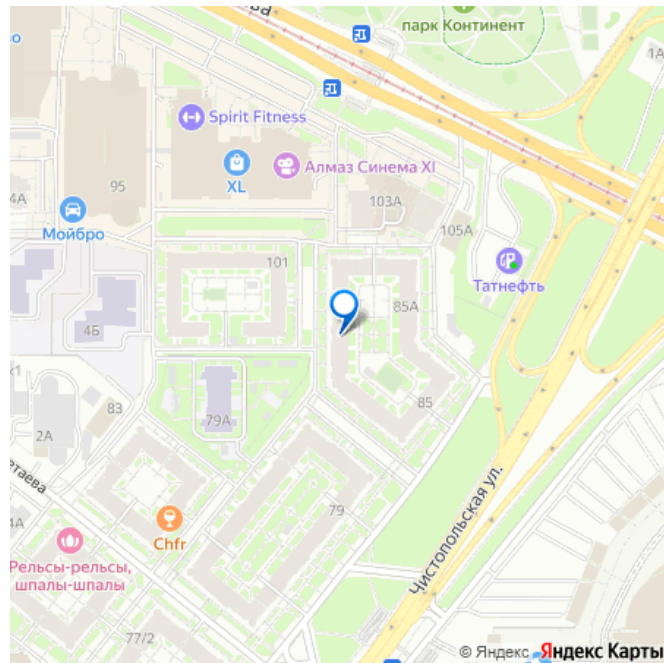 парк Континент
1А
Spirit Fitness
Алмаз Синема XI
XL
95
103А
4А
105А
Мойбро
101
Татнефть
85А
4Б
83
85
79А
2А
79
Чистопольская ул.
Chfr
4А
Рельсы-рельсы,
шпалы-шпалы
77/2
© Яндекс Яндекс Карты